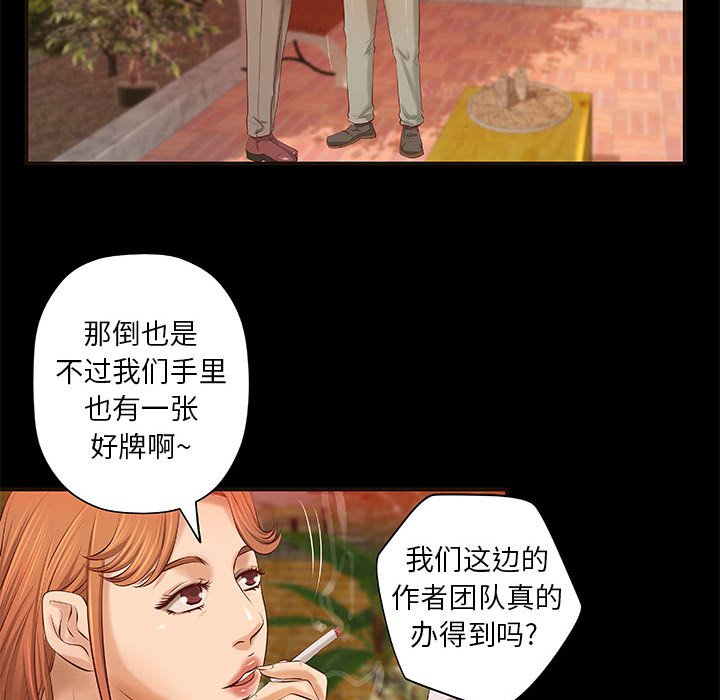 那倒也是
不过我们手里
也有一张
好牌啊~
我们这边的
作者团队真的
办得到吗?